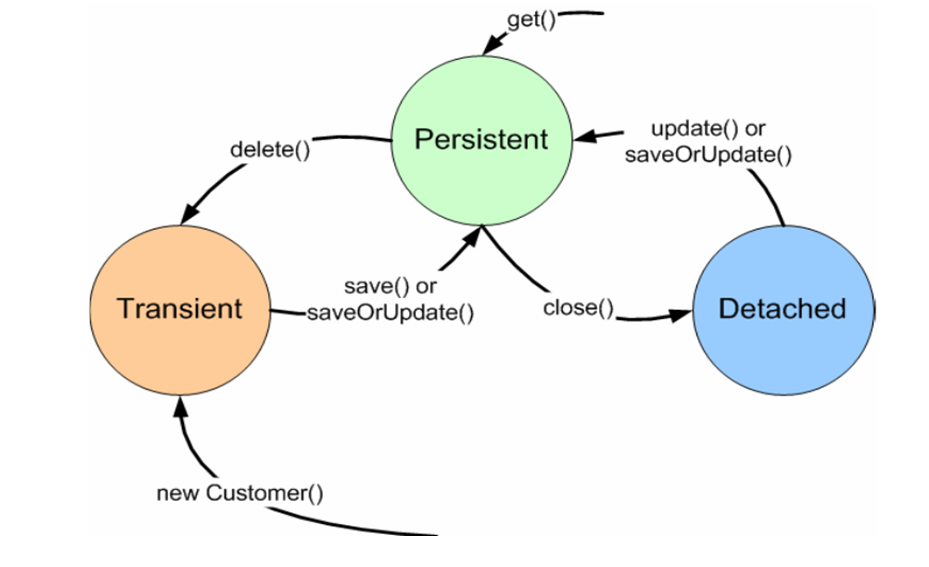 get()
Persistent
update() or
saveOrUpdate()
delete()
Transient
save() or
saveOrUpdate()
close()
Detached
new Customer()